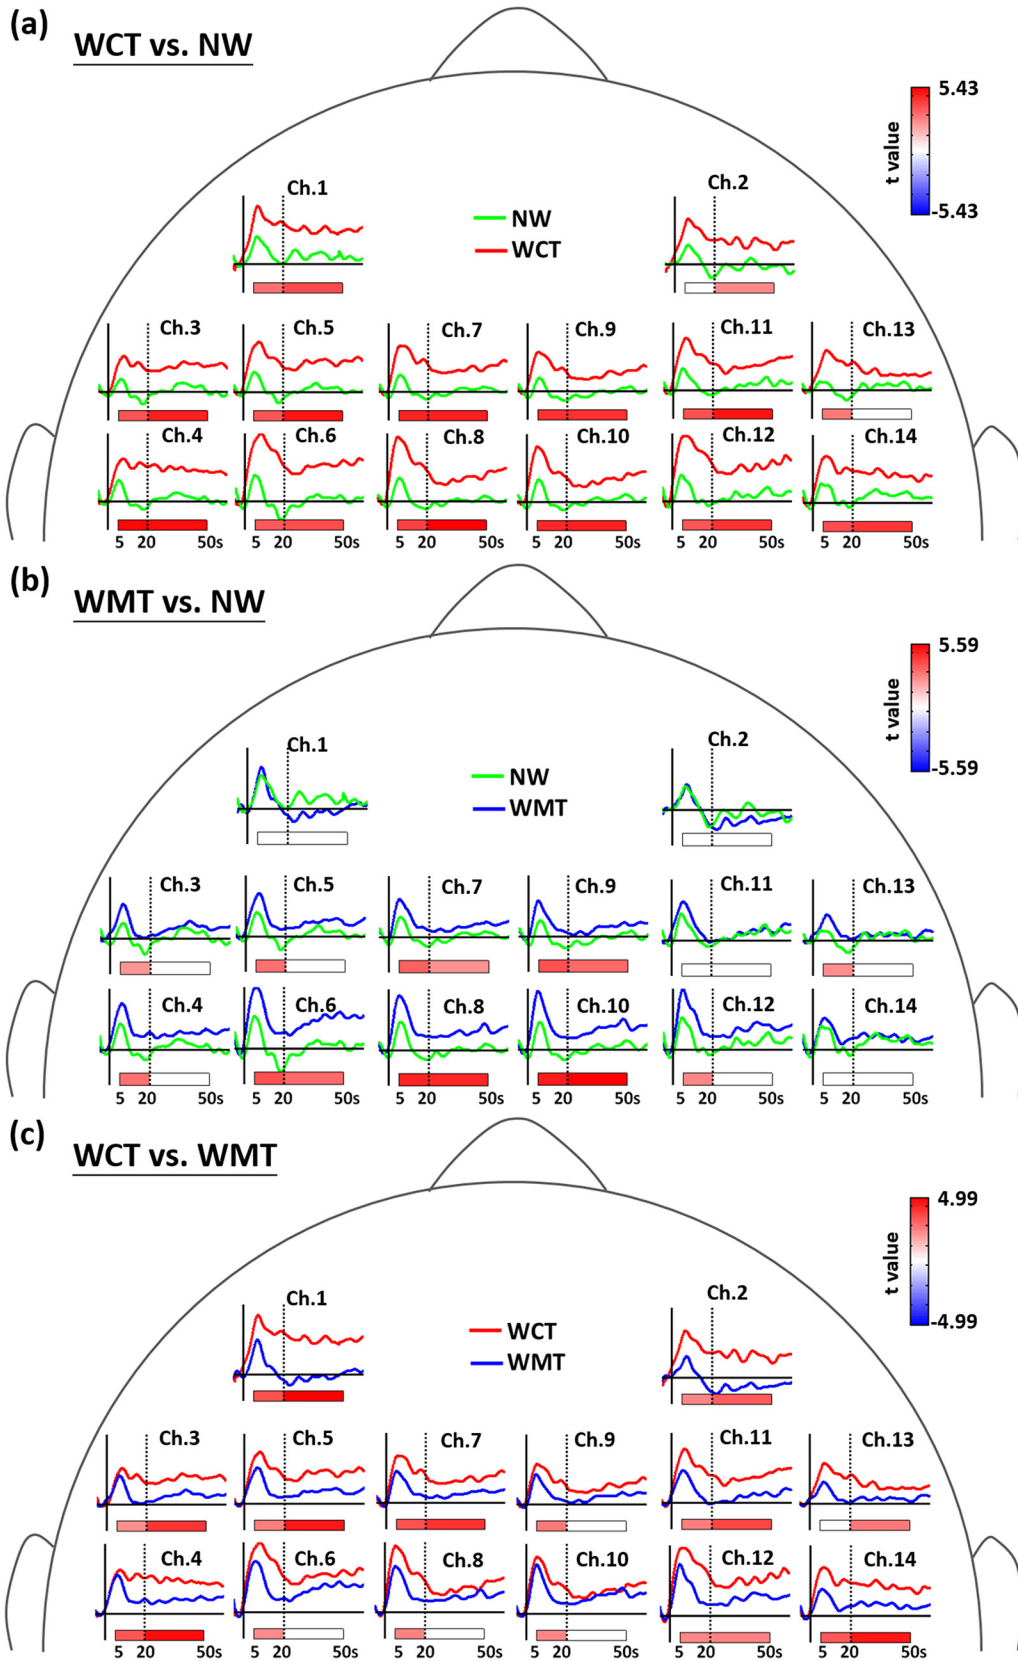 (a)
WCT vs. NW
5.43
t value
-5.43
Ch.1
Ch.2
NW
WCT
Ch.3
Ch.5
Ch.7
Ch.9
Ch.11
Ch.13
Ch.4
Ch.6
Ch.8
Ch.10
Ch.12
Ch.14
5 20 50s 5 20 50s 5 20 50s 5 20 50s 5 20 50s 5 20 50s
(b)
WMT vs. NW
5.59
t value
-5.59
Ch.1
Ch.2
NW
WMT
Ch.3
Ch.5
Ch.7
Ch.9
Ch.11
Ch.13
Ch.4
Ch.6
Ch.8
Ch.10
Ch.12
Ch.14
5 20 50s 5 20 50s 5 20 50s 5 20 50s 5 20 50s 5 20 50s
(c)
WCT vs. WMT
4.99
t value
-4.99
Ch.1
Ch.2
WCT
WMT
Ch.3
Ch.5
Ch.7
Ch.9
Ch.11
Ch.13
Ch.4
Ch.6
Ch.8
Ch.10
Ch.12
Ch.14
5 20 50s 5 20 50s 5 20 50s 5 20 50s 5 20 50s 5 20 50s